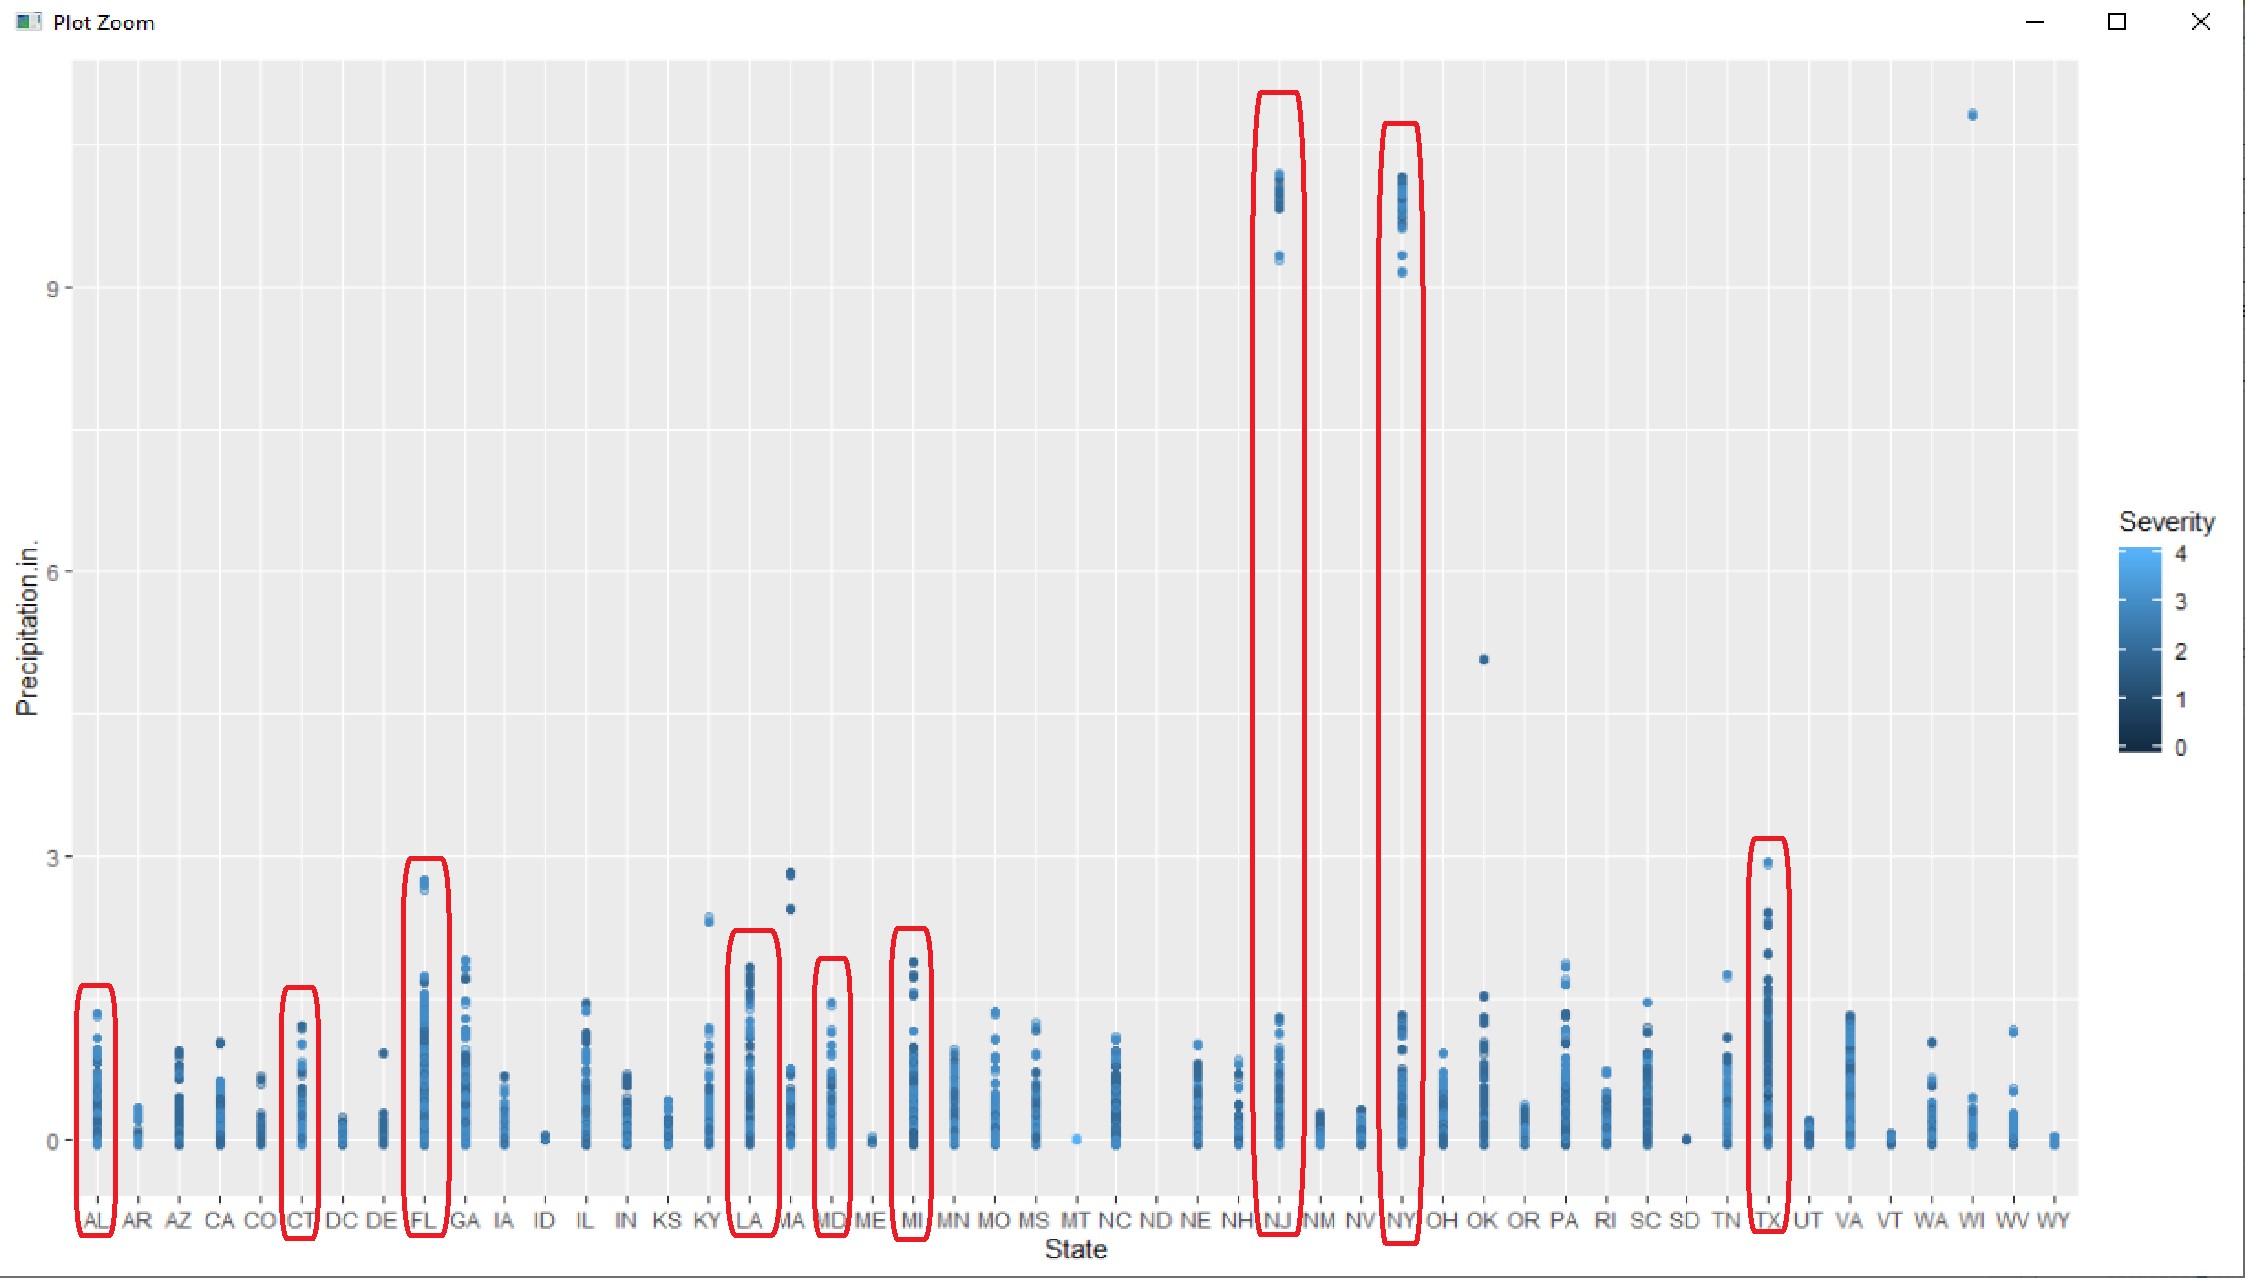 Plot Zoom
Precipitation.in.
9
6
3
0
AL AR AZ CA CO CT DC DE FL GA IA ID IL IN KS KY LA MA MD ME MI MN MO MS MT NC ND NE NH NJ NM NV NY OH OK OR PA RI SC SD TN TX UT VA VT WA WI WV WY
State
Severity
4
3
2
1
0